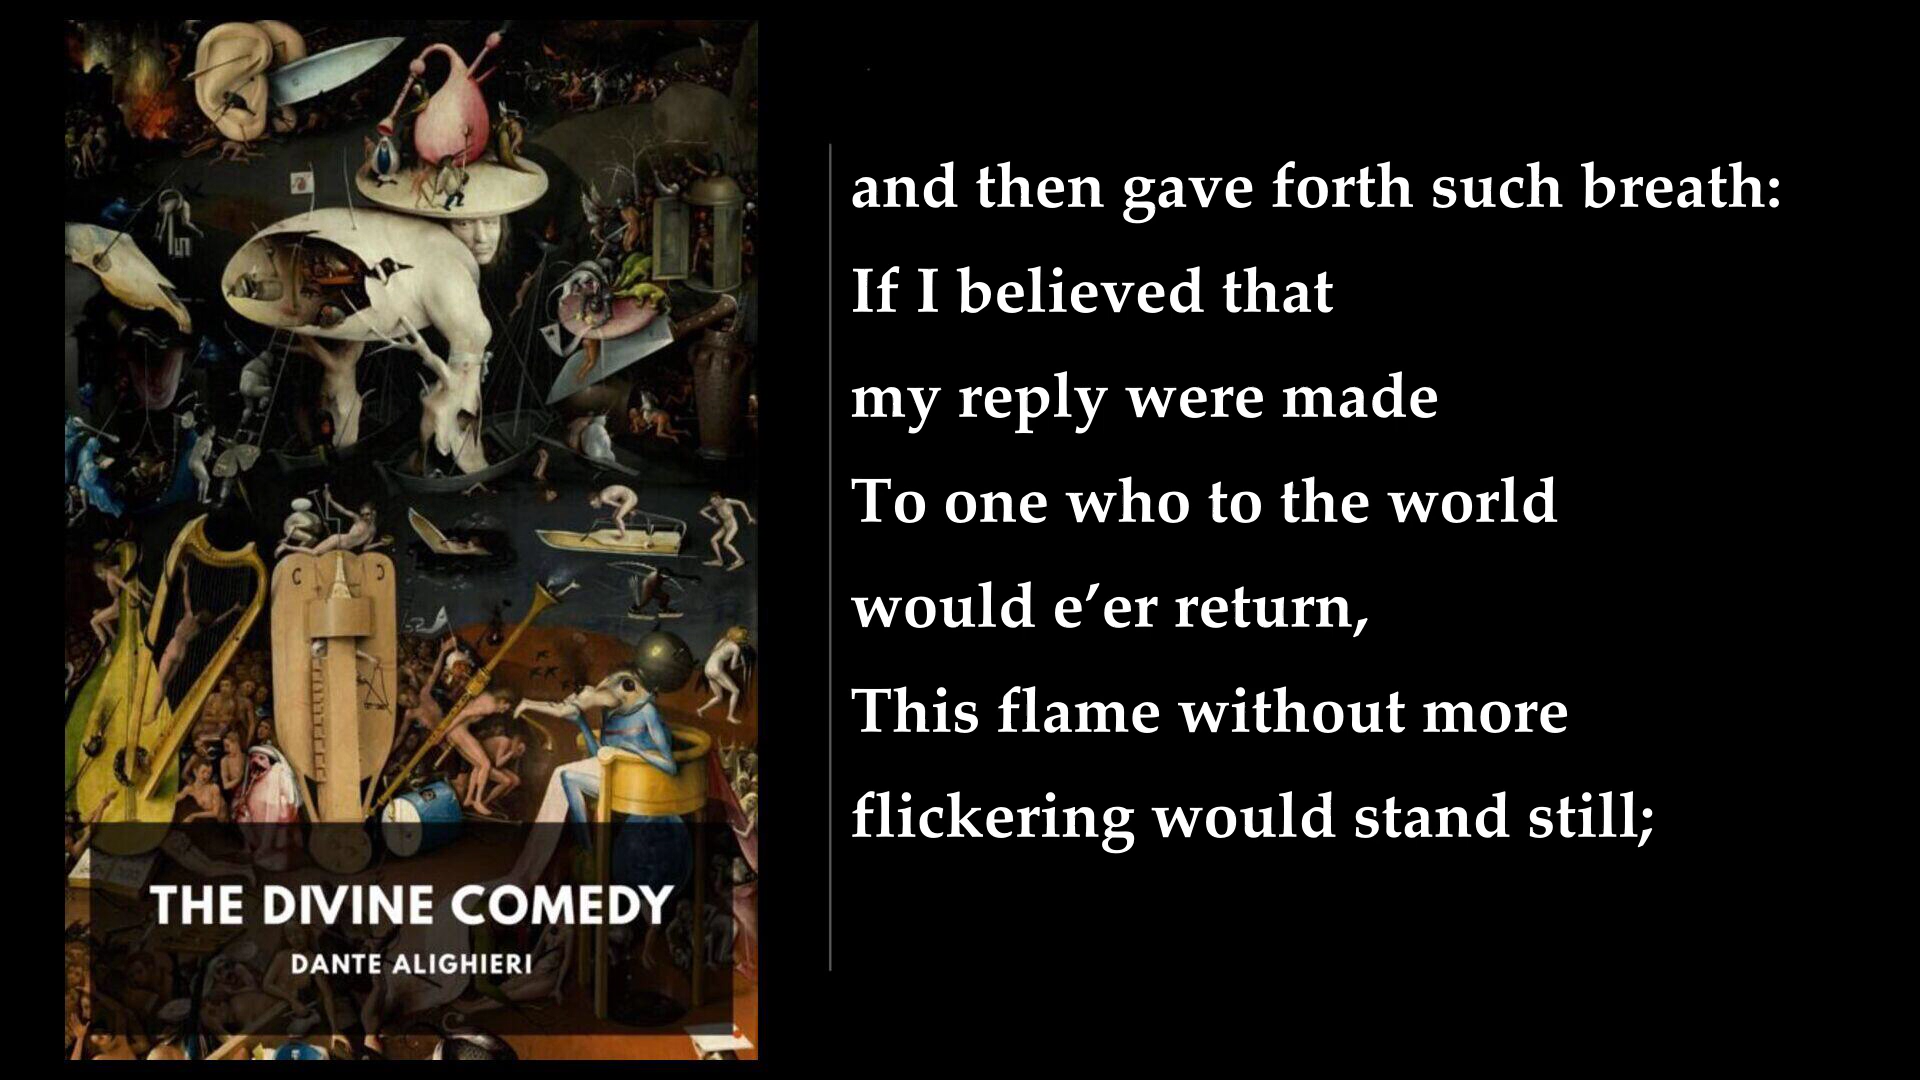 and then gave forth such breath:
If I believed that
my reply were made
To one who to the world
would e’er return,
This flame without more
flickering would stand still;
THE DIVINE COMEDY
DANTE ALIGHIERI